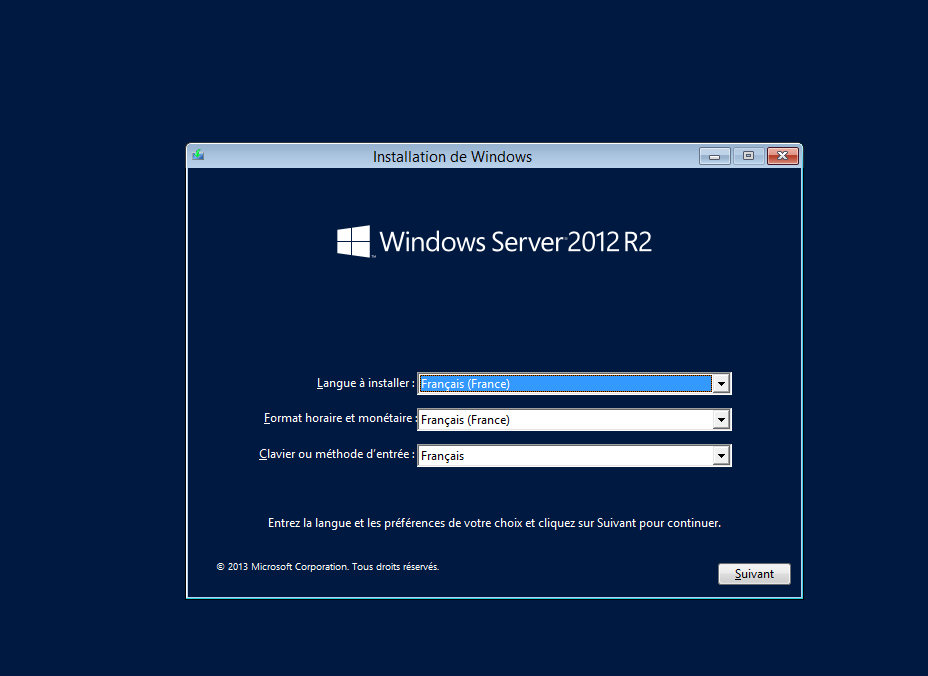 Installation de Windows
Windows Server 2012 R2
Langue à installer : Français (France)
Format horaire et monétaire : Français (France)
Clavier ou méthode d'entrée : Français
Entrez la langue et les préférences de votre choix et cliquez sur Suivant pour continuer.
© 2013 Microsoft Corporation. Tous droits réservés.
Suivant